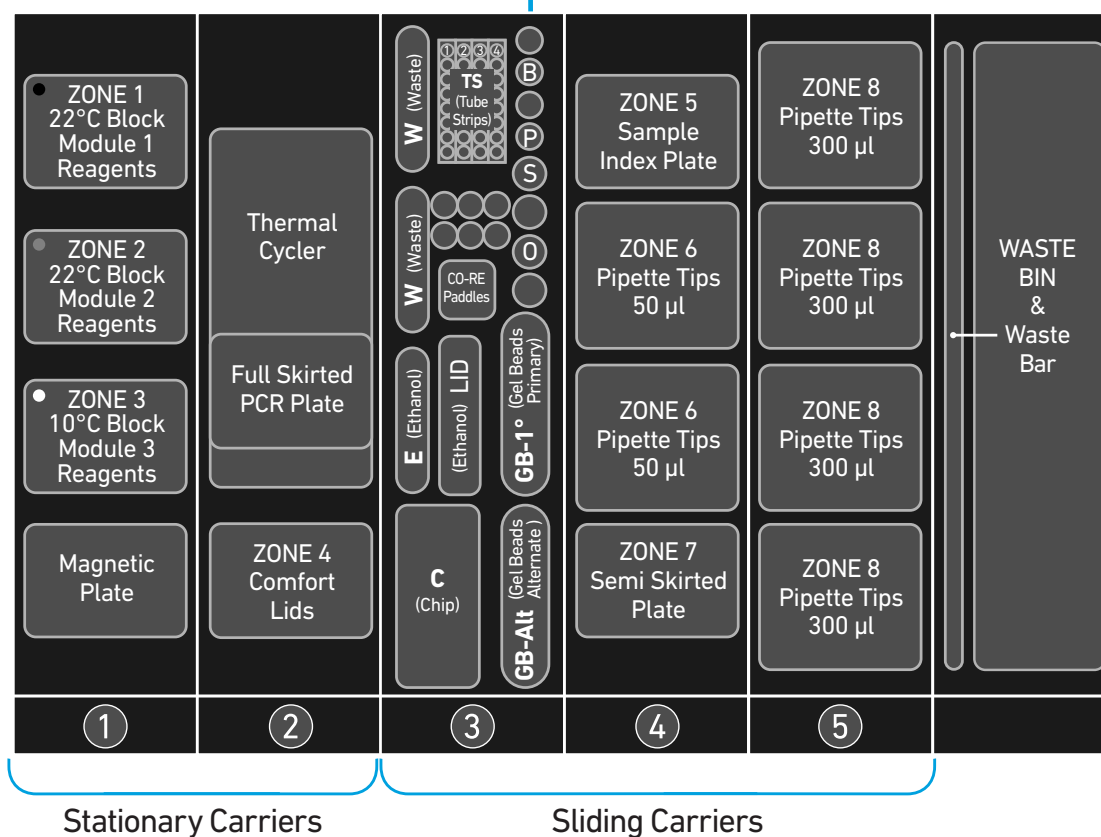 ZONE 1
22°C Block
Module 1
Reagents
ZONE 2
22°C Block
Module 2
Reagents
ZONE 3
10°C Block
Module 3
Reagents
Magnetic
Plate
Thermal
Cycler
Full Skirted
PCR Plate
ZONE 4
Comfort
Lids
W (Waste)
1 2 3 4
TS
(Tube
Strips)
B
P
S
O
W (Waste)
CO-RE
Paddles
E (Ethanol)
(Ethanol) LID
GB-1° (Gel Beads
Primary)
C
(Chip)
GB-Alt (Gel Beads
Alternate )
ZONE 5
Sample
Index Plate
ZONE 6
Pipette Tips
50 µl
ZONE 6
Pipette Tips
50 µl
ZONE 7
Semi Skirted
Plate
ZONE 8
Pipette Tips
300 µl
ZONE 8
Pipette Tips
300 µl
ZONE 8
Pipette Tips
300 µl
ZONE 8
Pipette Tips
300 µl
WASTE
BIN
&
Waste
Bar
1
2
3
4
5
Stationary Carriers
Sliding Carriers